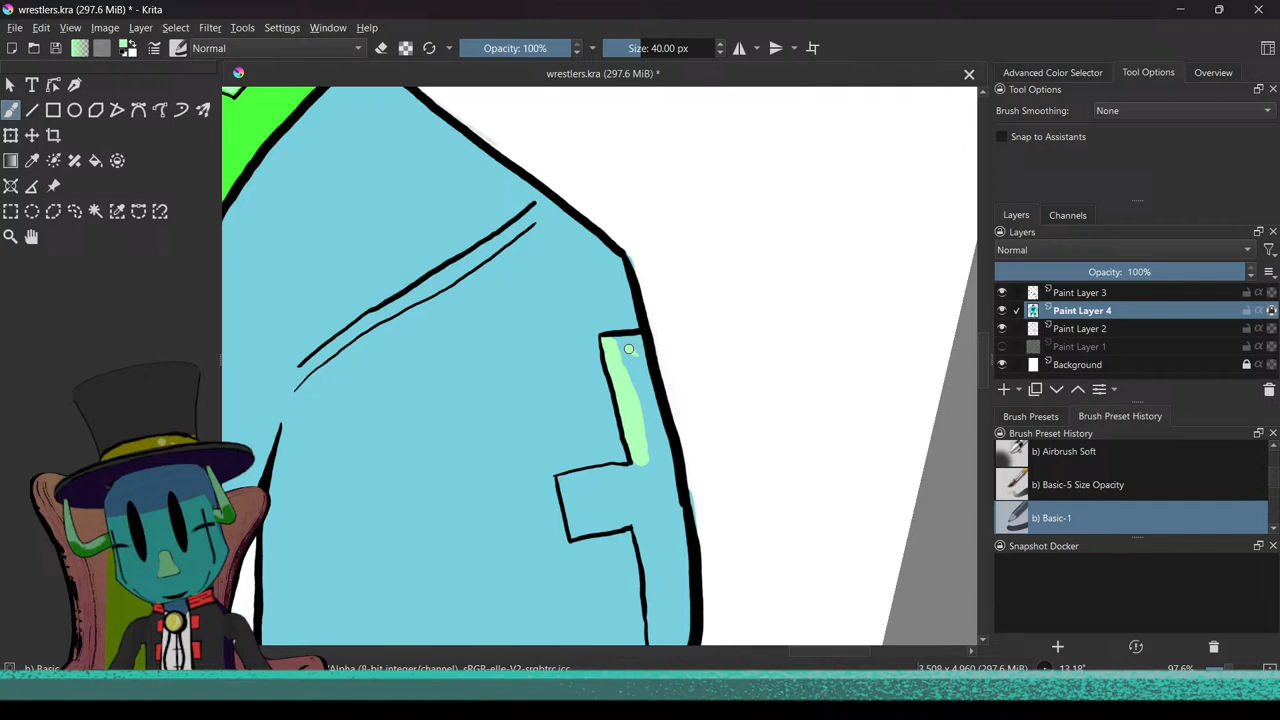 wrestlers.kra (297.6 MiB) * - Krita
File Edit View Image Layer Select Filter Tools Settings Window Help
Normal Opacity: 100% Size: 40.00 px
wrestlers.kra (297.6 MiB) *
Advanced Color Selector Tool Options Overview
Tool Options
Brush Smoothing: None
Snap to Assistants
Layers Channels
Layers
Normal
Opacity: 100%
Paint Layer 3
Paint Layer 4
Paint Layer 2
Paint Layer 1
Background
Brush Presets Brush Preset History
Brush Preset History
b) Airbrush Soft
b) Basic-5 Size Opacity
b) Basic-1
Snapshot Docker